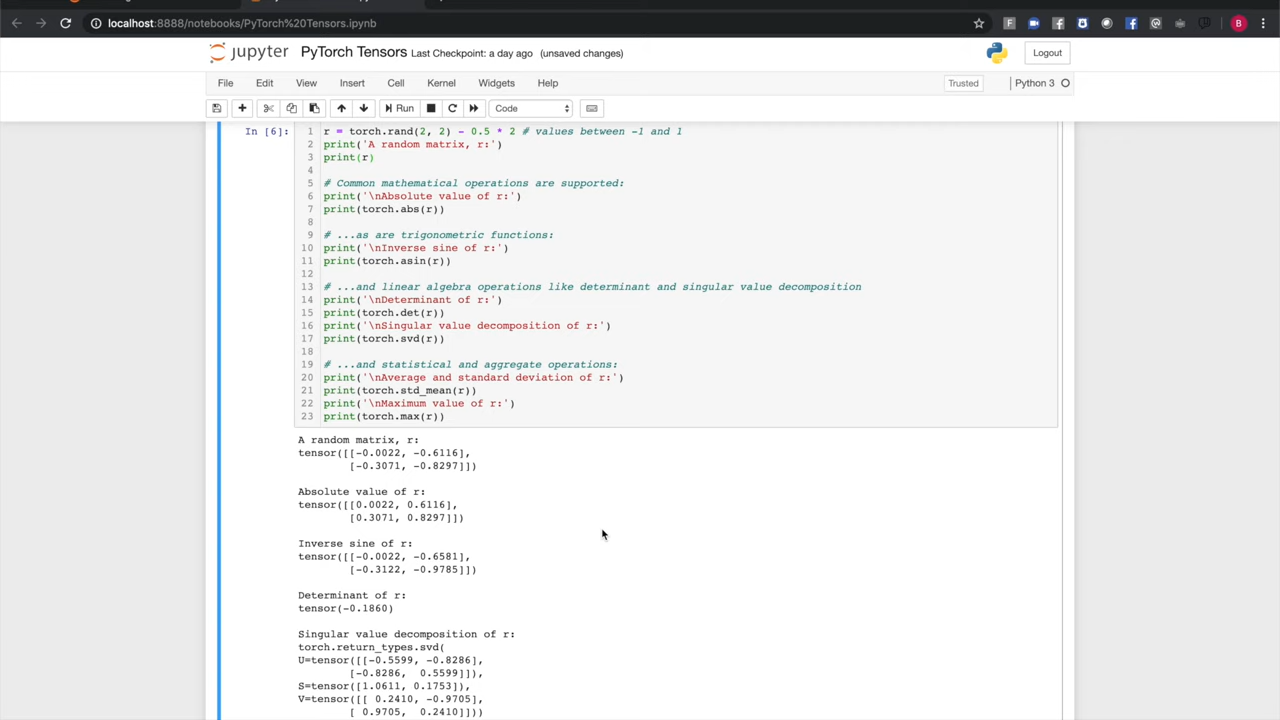 localhost:8888/notebooks/PyTorch%20Tensors.ipynb
B
jupyter PyTorch Tensors Last Checkpoint: a day ago (unsaved changes)
Logout
File Edit View Insert Cell Kernel Widgets Help
Trusted
Python 3
Run
Code
In [6]:
1 r = torch.rand(2, 2) - 0.5 * 2 # values between -1 and 1
2 print('A random matrix, r:')
3 print(r)
4
5 # Common mathematical operations are supported:
6 print('\nAbsolute value of r:')
7 print(torch.abs(r))
8
9 # ...as are trigonometric functions:
10 print('\nInverse sine of r:')
11 print(torch.asin(r))
12
13 # ...and linear algebra operations like determinant and singular value decomposition
14 print('\nDeterminant of r:')
15 print(torch.det(r))
16 print('\nSingular value decomposition of r:')
17 print(torch.svd(r))
18
19 # ...and statistical and aggregate operations:
20 print('\nAverage and standard deviation of r:')
21 print(torch.std_mean(r))
22 print('\nMaximum value of r:')
23 print(torch.max(r))
A random matrix, r:
tensor([[-0.0022, -0.6116],
[-0.3071, -0.8297]])
Absolute value of r:
tensor([[0.0022, 0.6116],
[0.3071, 0.8297]])
Inverse sine of r:
tensor([[-0.0022, -0.6581],
[-0.3122, -0.9785]])
Determinant of r:
tensor(-0.1860)
Singular value decomposition of r:
torch.return_types.svd(
U=tensor([[-0.5599, -0.8286],
[-0.8286, 0.5599]]),
S=tensor([1.0611, 0.1753]),
V=tensor([[ 0.2410, -0.9705],
[ 0.9705, 0.2410]]))